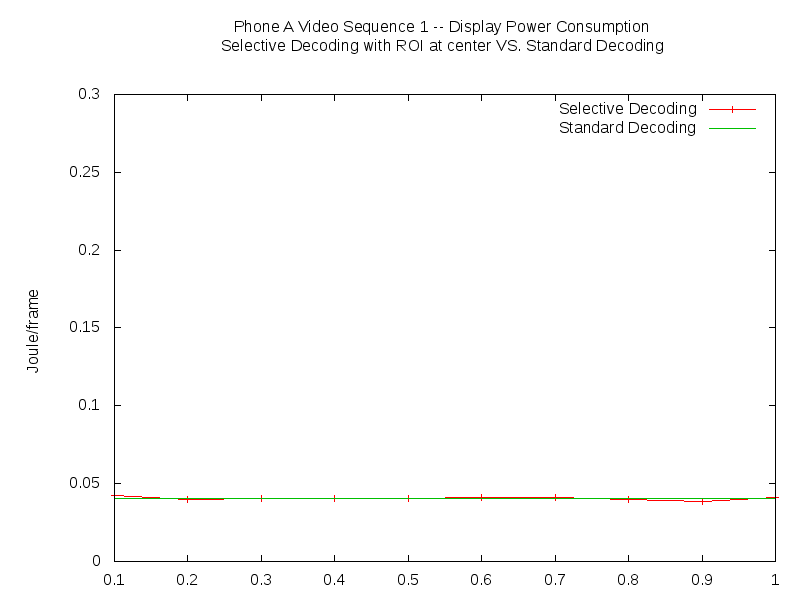 Phone A Video Sequence 1 -- Display Power Consumption
Selective Decoding with ROI at center VS. Standard Decoding
Selective Decoding
Standard Decoding
0.3
0.25
0.2
0.15
0.1
0.05
0
Joule/frame
0.1 0.2 0.3 0.4 0.5 0.6 0.7 0.8 0.9 1